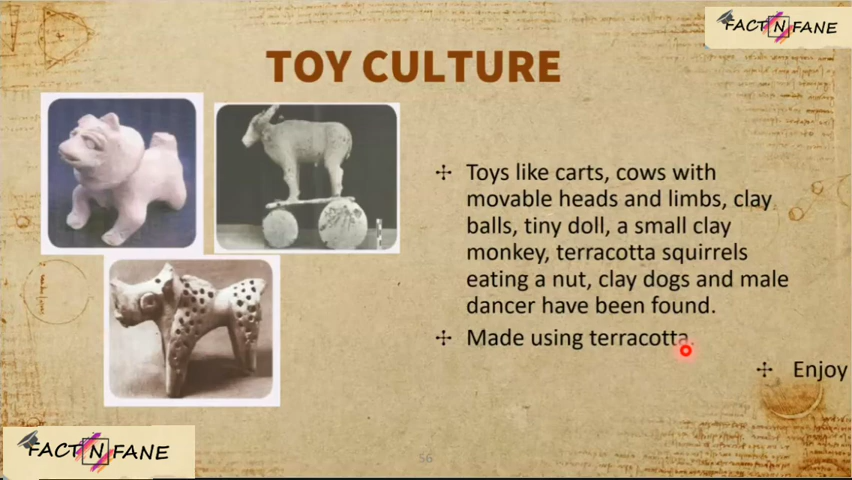 FACT N FANE
TOY CULTURE
Toys like carts, cows with
movable heads and limbs, clay
balls, tiny doll, a small clay
monkey, terracotta squirrels
eating a nut, clay dogs and male
dancer have been found.
Made using terracotta.
Enjoy
FACT N FANE
56